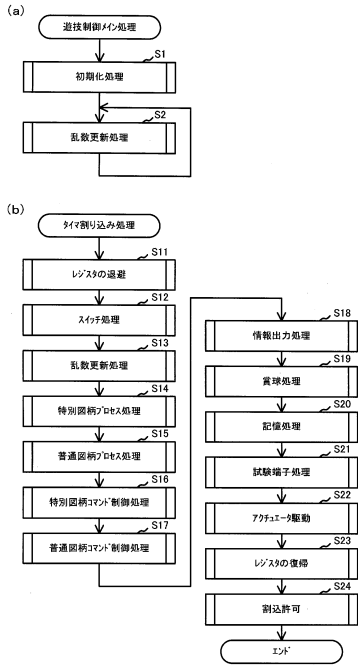 (a)
遊技制御メイン処理
S1
初期化処理
S2
乱数更新処理
(b)
ﾀｲﾏ割り込み処理
S11
ﾚｼﾞｽﾀの退避
S12
ｽｲｯﾁ処理
S13
乱数更新処理
S14
特別図柄ﾌﾟﾛｾｽ処理
S15
普通図柄ﾌﾟﾛｾｽ処理
S16
特別図柄ｺﾏﾝﾄﾞ制御処理
S17
普通図柄ｺﾏﾝﾄﾞ制御処理
S18
情報出力処理
S19
賞球処理
S20
記憶処理
S21
試験端子処理
S22
ｱｸﾁｭｴｰﾀ駆動
S23
ﾚｼﾞｽﾀの復帰
S24
割込許可
ｴﾝﾄﾞ